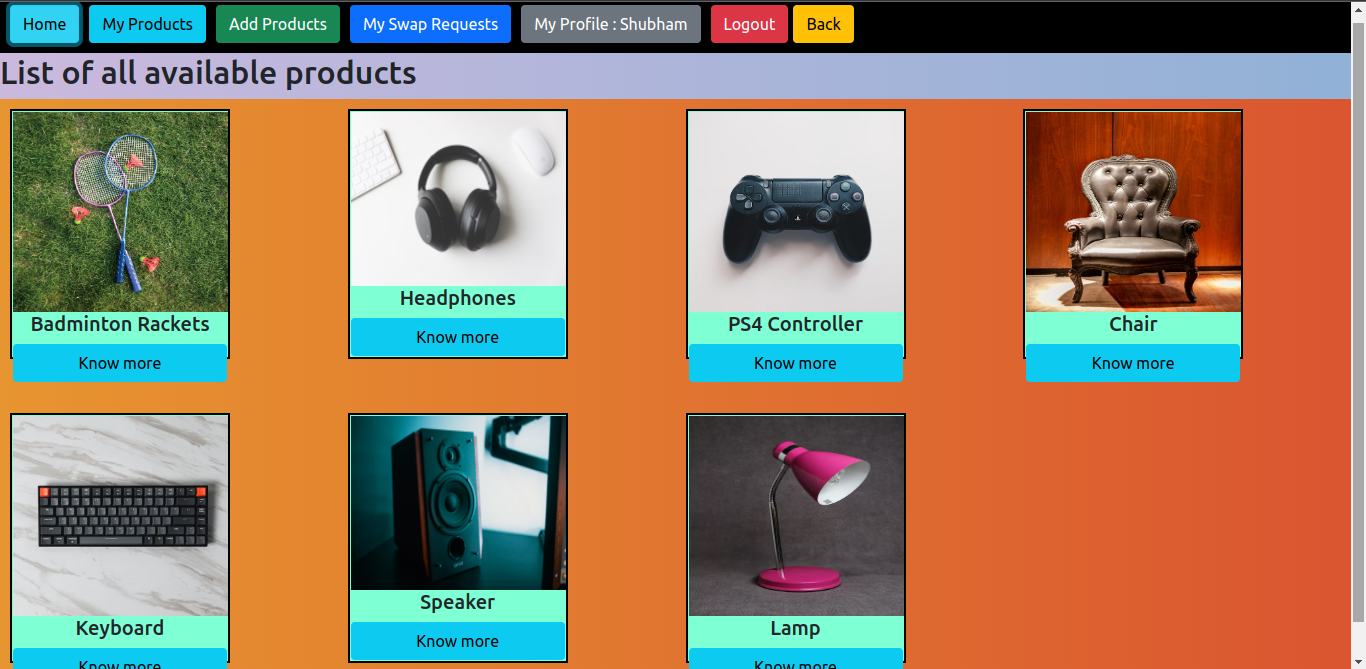 Home My Products Add Products My Swap Requests My Profile : Shubham Logout Back
List of all available products
Badminton Rackets
Know more
Headphones
Know more
PS4 Controller
Know more
Chair
Know more
Keyboard
Know more
Speaker
Know more
Lamp
Know more